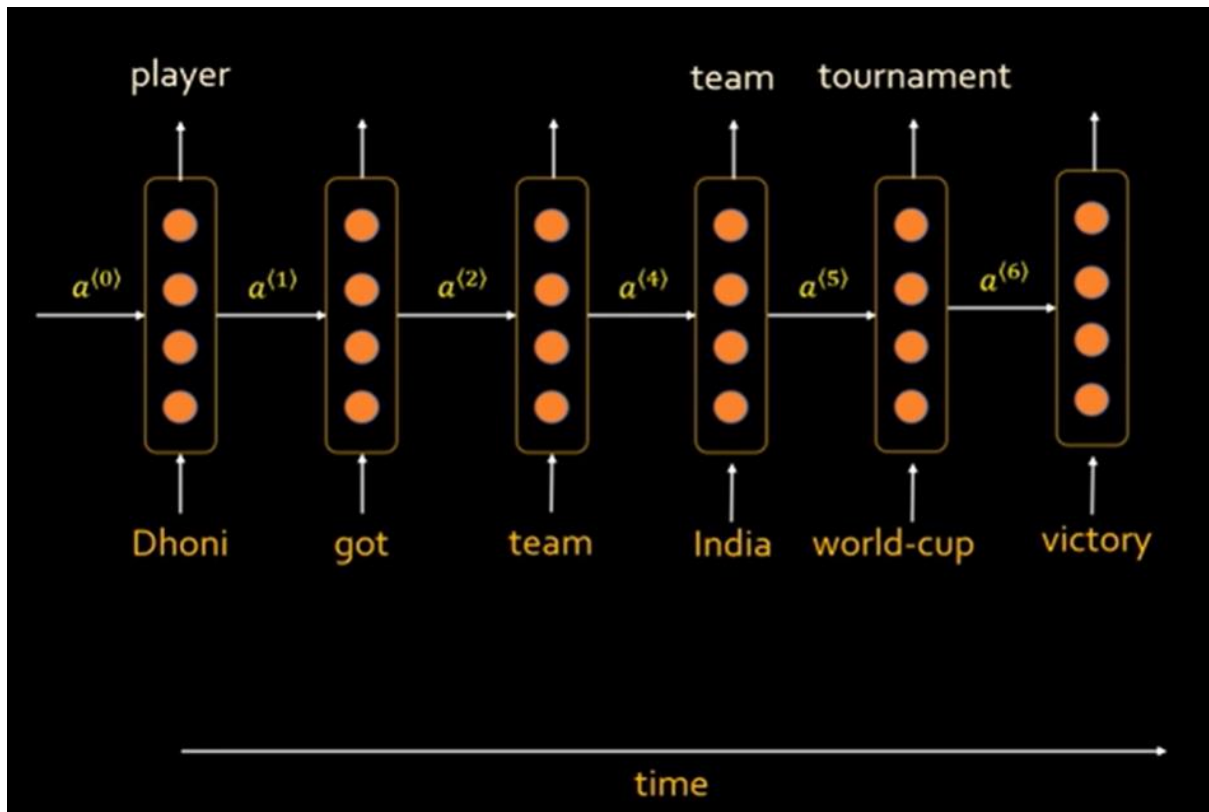 player team tournament
a⟨0⟩ a⟨1⟩ a⟨2⟩ a⟨4⟩ a⟨5⟩ a⟨6⟩
Dhoni got team India world-cup victory
time